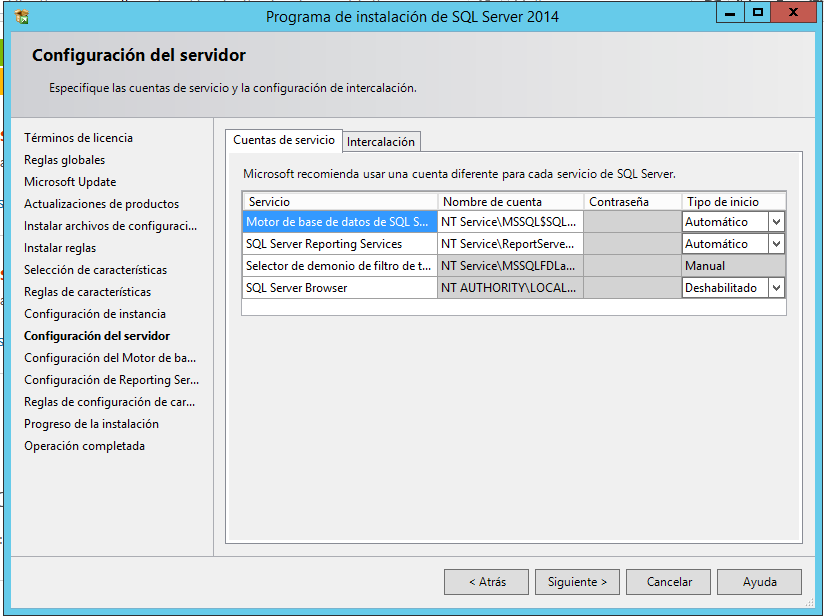 Programa de instalación de SQL Server 2014
Configuración del servidor
Especifique las cuentas de servicio y la configuración de intercalación.
Términos de licencia
Reglas globales
Microsoft Update
Actualizaciones de productos
Instalar archivos de configuraci...
Instalar reglas
Selección de características
Reglas de características
Configuración de instancia
Configuración del servidor
Configuración del Motor de ba...
Configuración de Reporting Ser...
Reglas de configuración de car...
Progreso de la instalación
Operación completada
Cuentas de servicio Intercalación
Microsoft recomienda usar una cuenta diferente para cada servicio de SQL Server.
Servicio Nombre de cuenta Contraseña Tipo de inicio
Motor de base de datos de SQL S... NT Service\MSSQL$SQL... Automático
SQL Server Reporting Services NT Service\ReportServe... Automático
Selector de demonio de filtro de t... NT Service\MSSQLFDLa... Manual
SQL Server Browser NT AUTHORITY\LOCAL... Deshabilitado
< Atrás Siguiente > Cancelar Ayuda